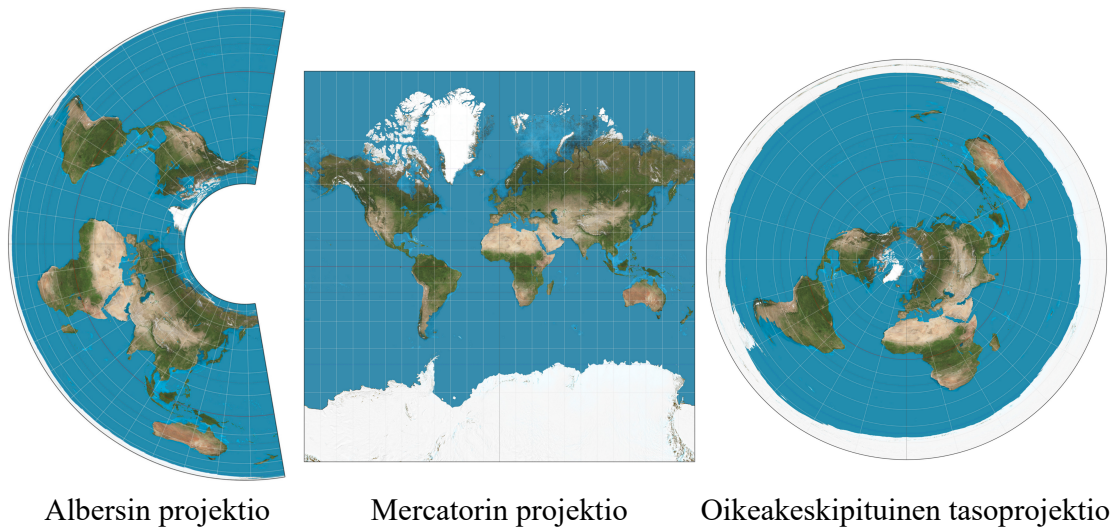 Albersin projektio
Mercatorin projektio
Oikeakeskipituinen tasoprojektio